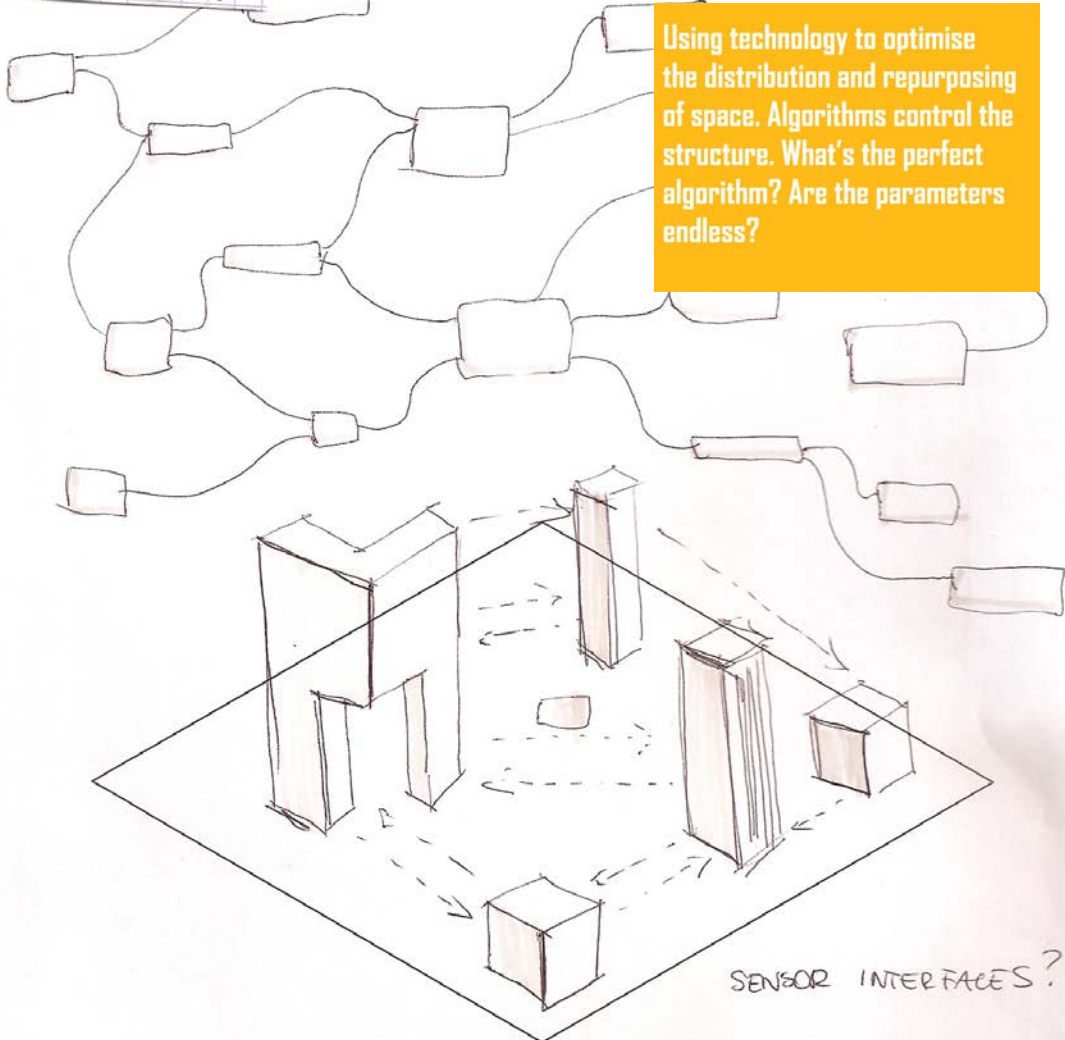 Using technology to optimise
the distribution and repurposing
of space. Algorithms control the
structure. What's the perfect
algorithm? Are the parameters
endless?
SENSOR INTERFACES?